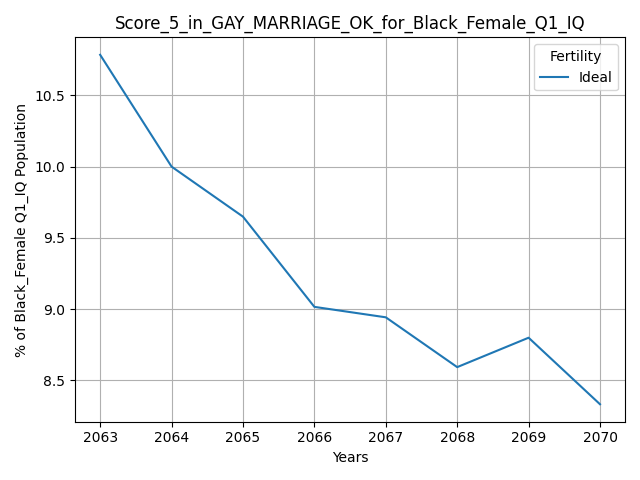 Score_5_in_GAY_MARRIAGE_OK_for_Black_Female_Q1_IQ
Fertility
Ideal
% of Black_Female Q1_IQ Population
10.5
10.0
9.5
9.0
8.5
2063 2064 2065 2066 2067 2068 2069 2070
Years